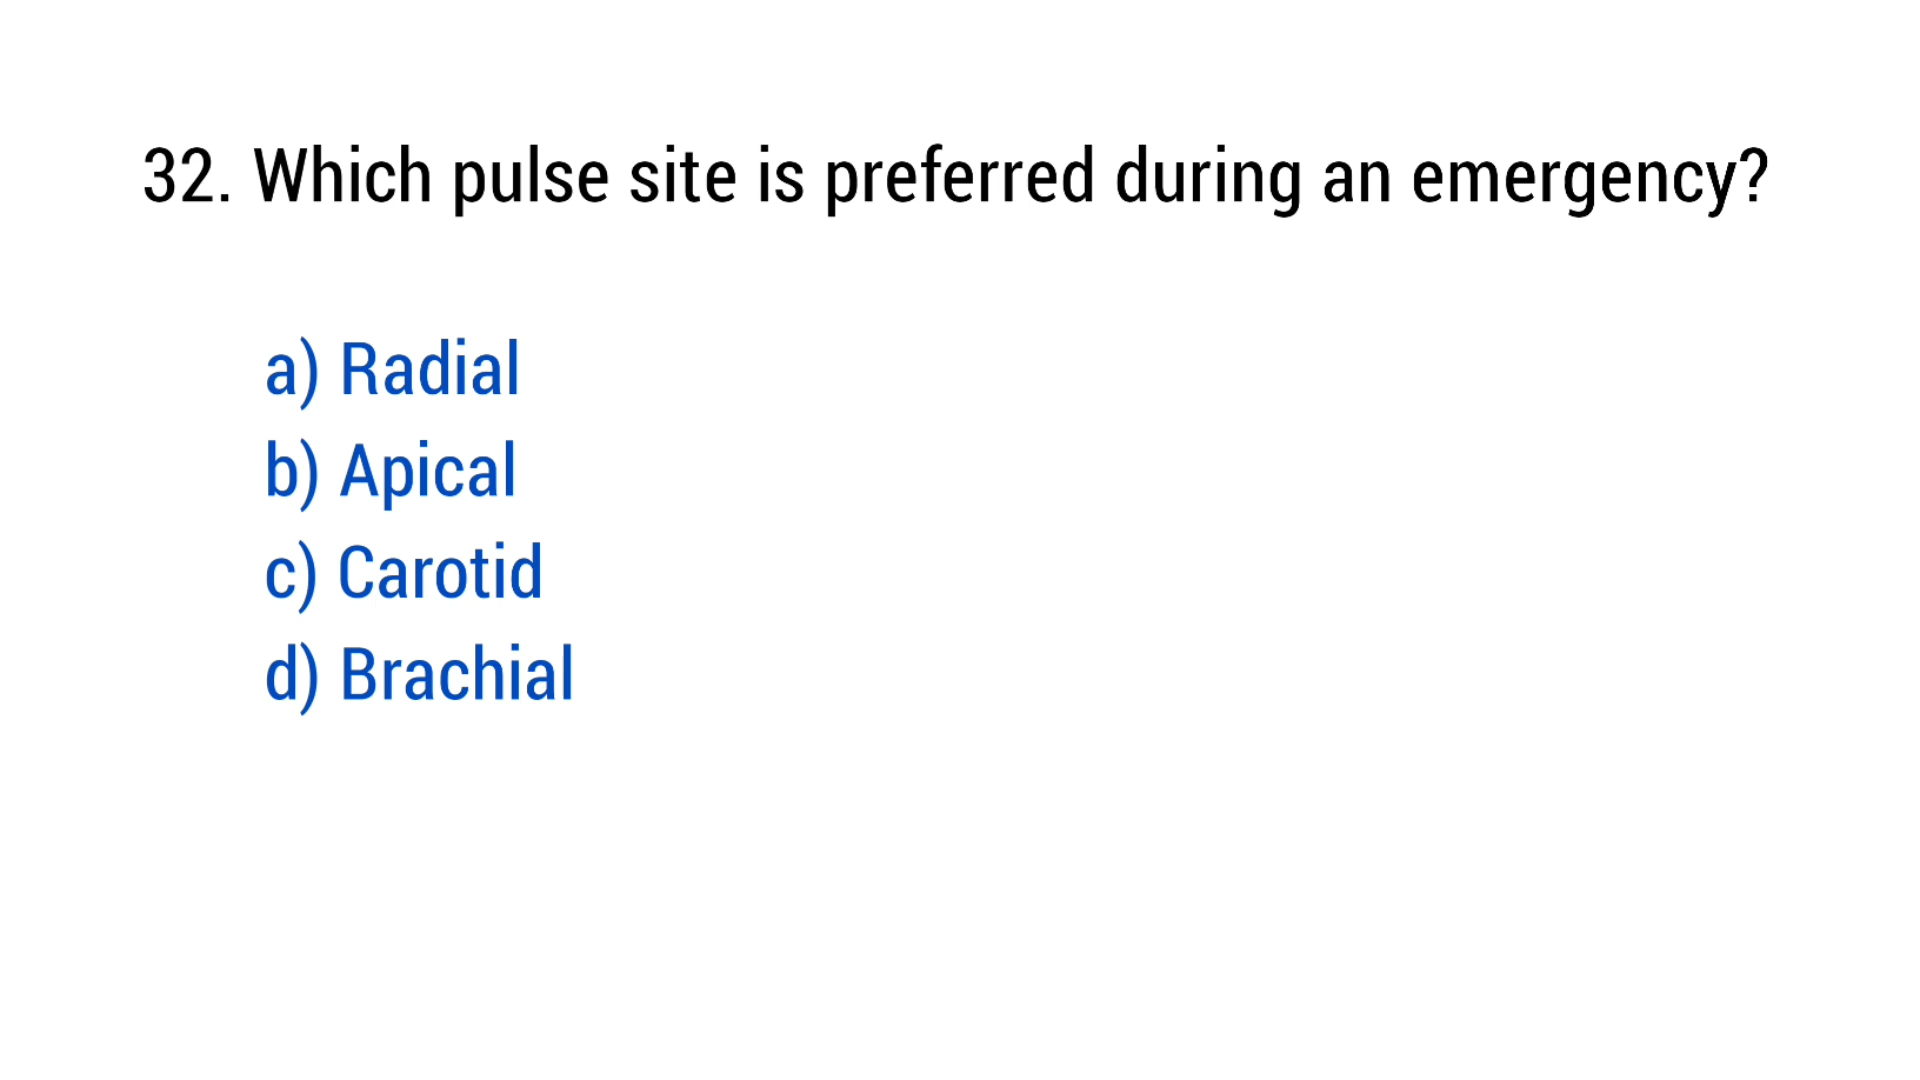 32. Which pulse site is preferred during an emergency?
a) Radial
b) Apical
c) Carotid
d) Brachial